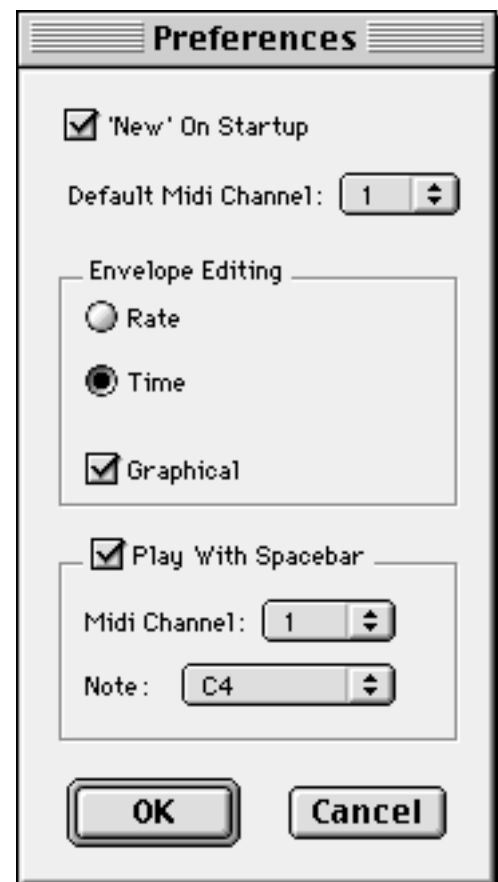 Preferences
'New' On Startup
Default Midi Channel: 1
Envelope Editing
Rate
Time
Graphical
Play With Spacebar
Midi Channel: 1
Note: C4
OK Cancel